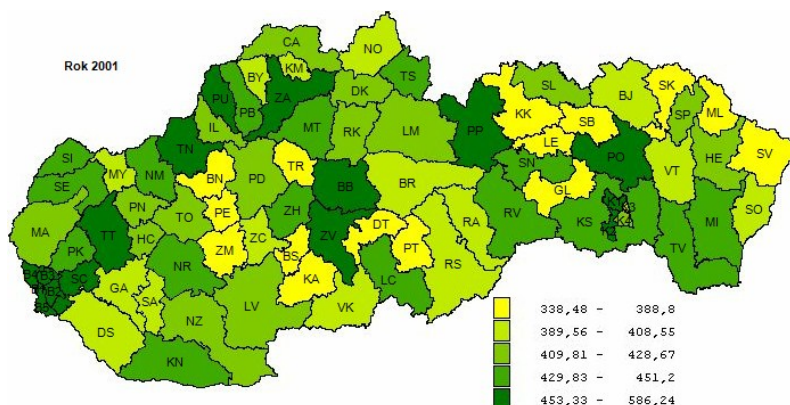 Rok 2001
CA
NO
BY
KM
TS
PU
PB
ZA
DK
IL
MT
RK
LM
PP
KK
SL
BJ
SK
SP
ML
LE
SB
SN
PO
VT
HE
SV
SI
TN
MY
NM
BN
PD
TR
BB
BR
GL
SE
PN
TO
PE
ZH
RA
RV
KS
MI
SO
MA
PK
TT
HC
ZM
ZC
BS
ZV
DT
PT
RS
TV
SC
GA
SA
NR
KA
LC
DS
NZ
LV
VK
KN
338,48 - 388,8
389,56 - 408,55
409,81 - 428,67
429,83 - 451,2
453,33 - 586,24